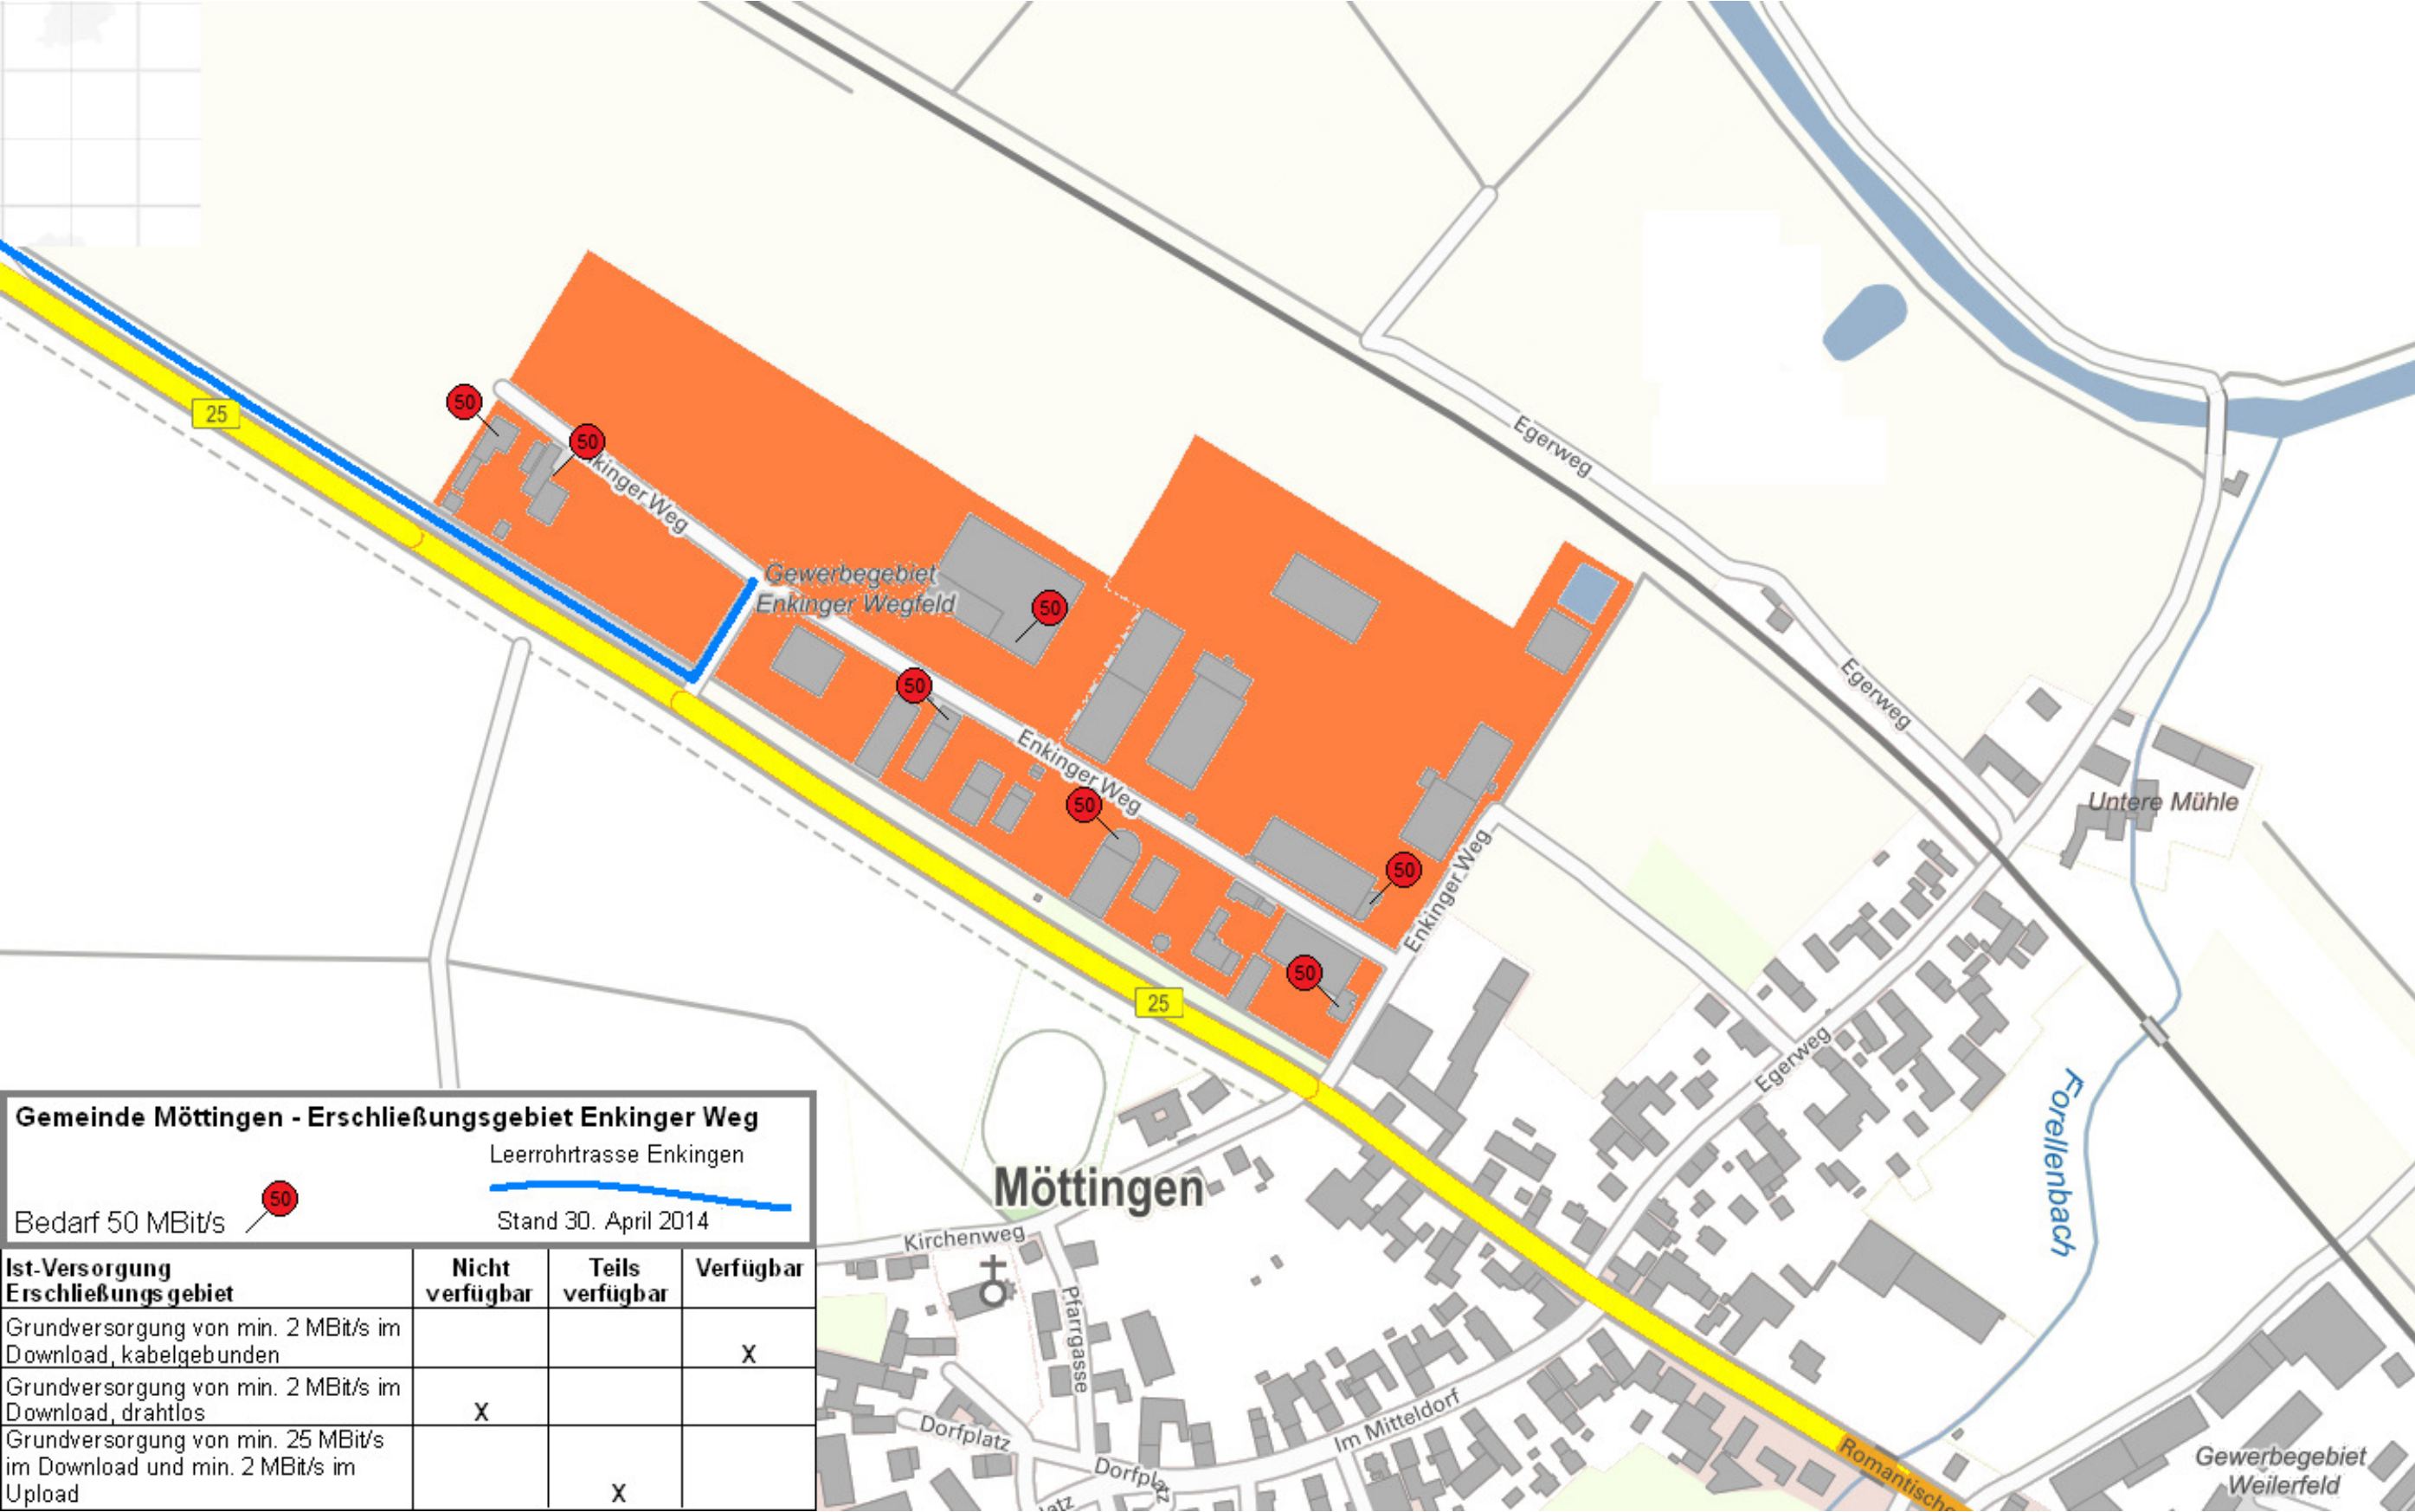 Egerweg
25
50
50
kinger Weg
Gewerbegebiet
Enkinger Wegfeld
50
50
Egerweg
Enkinger Weg
50
Untere Mühle
50
Enkinger Weg
50
25
Egerweg
Forellenbach
Möttingen
Kirchenweg
Pfarrgasse
Im Mitteldorf
Dorfplatz
Dorfplatz
Romantische
Gewerbegebiet
Weilerfeld
Gemeinde Möttingen - Erschließungsgebiet Enkinger Weg
Leerrohrtrasse Enkingen
50
Bedarf 50 MBit/s
Stand 30. April 2014
Ist-Versorgung
Erschließungsgebiet
Nicht
verfügbar
Teils
verfügbar
Verfügbar
Grundversorgung von min. 2 MBit/s im
Download, kabelgebunden
X
Grundversorgung von min. 2 MBit/s im
Download, drahtlos
X
Grundversorgung von min. 25 MBit/s
im Download und min. 2 MBit/s im
Upload
X